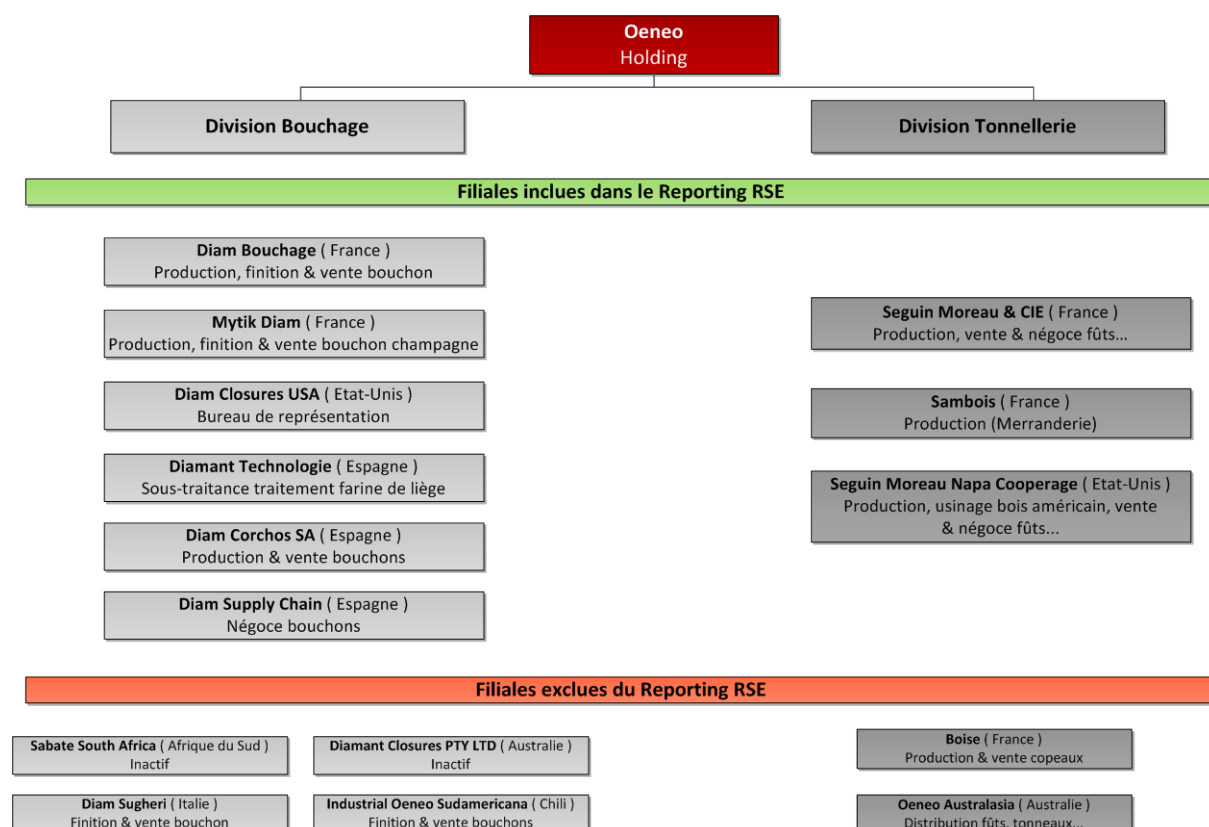 Oeneo
Holding
Division Bouchage
Division Tonnellerie
Filiales inclues dans le Reporting RSE
Diam Bouchage ( France )
Production, finition & vente bouchon
Mytik Diam ( France )
Production, finition & vente bouchon champagne
Diam Closures USA ( Etat-Unis )
Bureau de représentation
Diamant Technologie ( Espagne )
Sous-traitance traitement farine de liège
Diam Corchos SA ( Espagne )
Production & vente bouchons
Diam Supply Chain ( Espagne )
Négoce bouchons
Seguin Moreau & CIE ( France )
Production, vente & négoce fûts...
Sambois ( France )
Production (Merranderie)
Seguin Moreau Napa Cooperage ( Etat-Unis )
Production, usinage bois américain, vente
& négoce fûts...
Filiales exclues du Reporting RSE
Sabate South Africa ( Afrique du Sud )
Inactif
Diamant Closures PTY LTD ( Australie )
Inactif
Boise ( France )
Production & vente copeaux
Diam Sugheri ( Italie )
Finition & vente bouchon
Industrial Oeneo Sudamericana ( Chili )
Finition & vente bouchons
Oeneo Australasia ( Australie )
Distribution fûts, tonneaux...